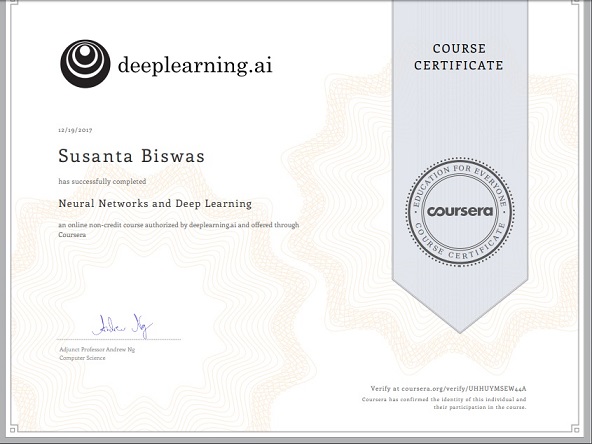 deeplearning.ai
COURSE
CERTIFICATE
12/19/2017
Susanta Biswas
has successfully completed
Neural Networks and Deep Learning
an online non-credit course authorized by deeplearning.ai and offered through
Coursera
EDUCATION FOR EVERYONE
coursera
COURSE CERTIFICATE
Andrew Ng
Adjunct Professor Andrew Ng
Computer Science
Verify at coursera.org/verify/UHHUYMSEW44A
Coursera has confirmed the identity of this individual and
their participation in the course.